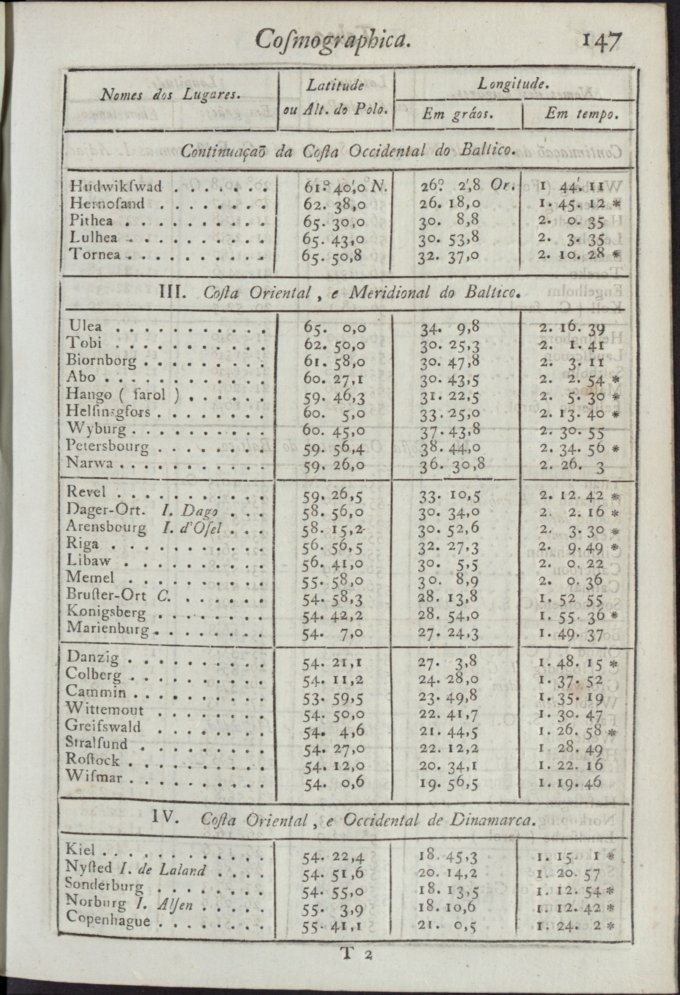 Cosmographica. 147
Nomes dos Lugares. Latitude ou Alt. do Polo. Longitude.
Em gráos. Em tempo.
Continuaçaõ da Costa Occidental do Baltico.
Hudwikswad . . . . . . . 61.° 40,'0 N. 26.° 2,'8 Or. 1 44.' 11
Hernosand . . . . . . . . . 62. 38,0 26. 18,0 1. 45. 12 *
Pithea . . . . . . . . . . . 65. 30,0 30. 8,8 2. 0. 35
Lulhea . . . . . . . . . . . 65. 43,0 30. 53,8 2. 3. 35
Tornea . . . . . . . . . . . 65. 50,8 32. 37,0 2. 10. 28 *
III. Costa Oriental , e Meridional do Baltico.
Ulea . . . . . . . . . . . . 65. 0,0 34. 9,8 2. 16. 39
Tobi . . . . . . . . . . . . 62. 50,0 30. 25,3 2. 1. 41
Biornborg . . . . . . . . . 61. 58,0 30. 47,8 2. 3. 11
Abo . . . . . . . . . . . . 60. 27,1 30. 43,5 2. 2. 54 *
Hango ( farol ) . . . . . . 59. 46,3 31. 22,5 2. 5. 30 *
Helsinsgfors . . . . . . . . 60. 5,0 33. 25,0 2. 13. 40 *
Wyburg . . . . . . . . . . 60. 45,0 37. 43,8 2. 30. 55
Petersbourg . . . . . . . . 59. 56,4 38. 44,0 2. 34. 56 *
Narwa . . . . . . . . . . . 59. 26,0 36. 30,8 2. 26. 3
Revel . . . . . . . . . . . 59. 26,5 33. 10,5 2. 12. 42 *
Dager-Ort. I. Dago . . . 58. 56,0 30. 34,0 2. 2. 16 *
Arensbourg I. d'Osel . . . 58. 15,2 30. 52,6 2. 3. 30 *
Riga . . . . . . . . . . . . 56. 56,5 32. 27,3 2. 9. 49 *
Libaw . . . . . . . . . . . 56. 41,0 30. 5,5 2. 0. 22
Memel . . . . . . . . . . . 55. 58,0 30. 8,9 2. 0. 36
Bruster-Ort C. . . . . . . . 54. 58,3 28. 13,8 1. 52 55
Konigsberg . . . . . . . . 54. 42,2 28. 54,0 1. 55. 36 *
Marienburg . . . . . . . . 54. 7,0 27. 24,3 1. 49. 37
Danzig . . . . . . . . . . . 54. 21,1 27. 3,8 1. 48. 15 *
Colberg . . . . . . . . . . 54. 11,2 24. 28,0 1. 37. 52
Cammin . . . . . . . . . . 53. 59,5 23. 49,8 1. 35. 19
Wittemout . . . . . . . . . 54. 50,0 22. 41,7 1. 30. 47
Greifswald . . . . . . . . . 54. 4,6 21. 44,5 1. 26. 58 *
Stralsund . . . . . . . . . 54. 27,0 22. 12,2 1. 28. 49
Rostock . . . . . . . . . . 54. 12,0 20. 34,1 1. 22. 16
Wismar . . . . . . . . . . 54. 0,6 19. 56,5 1. 19. 46
IV. Costa Oriental , e Occidental de Dinamarca.
Kiel . . . . . . . . . . . . 54. 22,4 18. 45,3 1. 15. 1 *
Nysted I. de Laland . . . . 54. 51,6 20. 14,2 1. 20. 57
Sonderburg . . . . . . . . 54. 55,0 18. 13,5 1. 12. 54 *
Norburg I. Alsen . . . . . 55. 3,9 18. 10,6 1. 12. 42 *
Copenhague . . . . . . . . 55. 41,1 21. 0,5 1. 24. 2 *
T 2